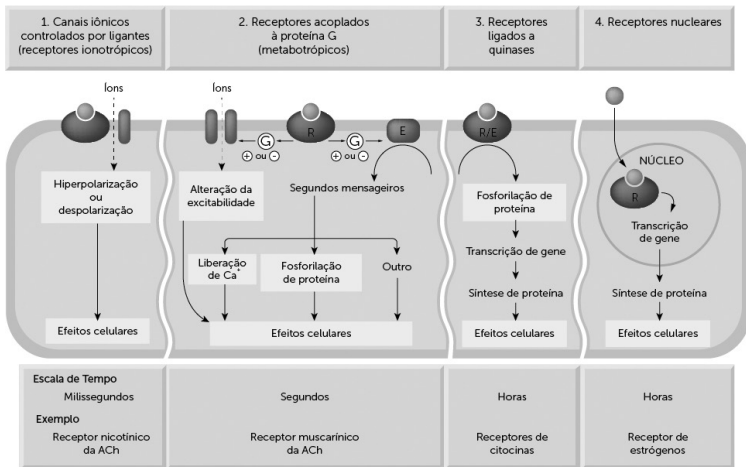 1. Canais iônicos
controlados por ligantes
(receptores ionotrópicos)
2. Receptores acoplados
à proteína G
(metabotrópicos)
3. Receptores
ligados a
quinases
4. Receptores nucleares
Íons
Hiperpolarização
ou
despolarização
Efeitos celulares
Íons
R
E
G
G
+ ou -
+ ou -
Alteração da
excitabilidade
Segundos mensageiros
Liberação
de Ca⁺
Fosforilação
de proteína
Outro
Efeitos celulares
R/E
Fosforilação de
proteína
Transcrição de gene
Síntese de proteína
Efeitos celulares
NÚCLEO
R
Transcrição
de gene
Síntese de proteína
Efeitos celulares
Escala de Tempo
Milissegundos
Exemplo
Receptor nicotínico
da ACh
Segundos
Receptor muscarínico
da ACh
Horas
Receptores de
citocinas
Horas
Receptor de
estrógenos